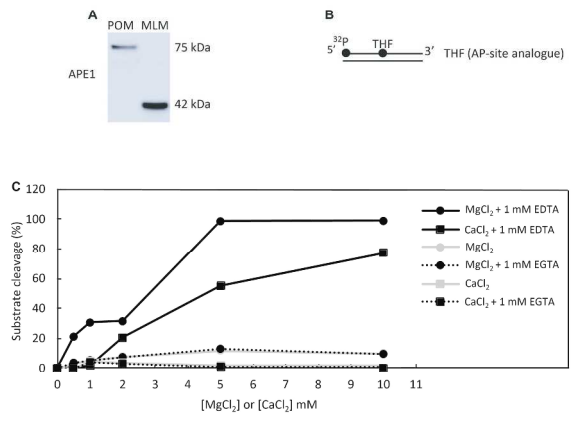 A
POM MLM
75 kDa
APE1
42 kDa
B
32P
THF
5′ 3′ THF (AP-site analogue)
C
120
100
80
60
40
20
0
Substrate cleavage (%)
0 1 2 3 4 5 6 7 8 9 10 11
[MgCl2] or [CaCl2] mM
MgCl2 + 1 mM EDTA
CaCl2 + 1 mM EDTA
MgCl2
MgCl2 + 1 mM EGTA
CaCl2
CaCl2 + 1 mM EGTA